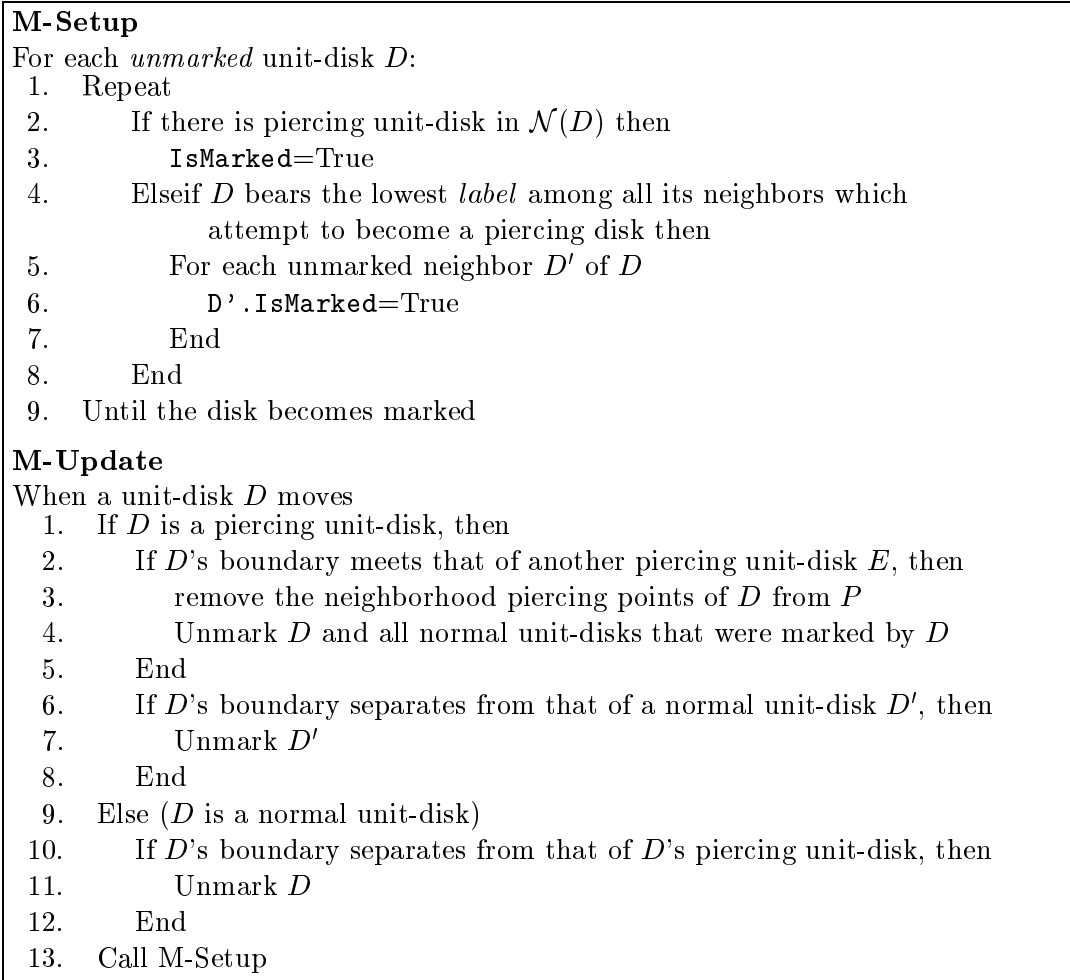 M-Setup
For each unmarked unit-disk D:
1. Repeat
2. If there is piercing unit-disk in 𝒩(D) then
3. IsMarked=True
4. Elseif D bears the lowest label among all its neighbors which
attempt to become a piercing disk then
5. For each unmarked neighbor D′ of D
6. D'.IsMarked=True
7. End
8. End
9. Until the disk becomes marked
M-Update
When a unit-disk D moves
1. If D is a piercing unit-disk, then
2. If D's boundary meets that of another piercing unit-disk E, then
3. remove the neighborhood piercing points of D from P
4. Unmark D and all normal unit-disks that were marked by D
5. End
6. If D's boundary separates from that of a normal unit-disk D′, then
7. Unmark D′
8. End
9. Else (D is a normal unit-disk)
10. If D's boundary separates from that of D's piercing unit-disk, then
11. Unmark D
12. End
13. Call M-Setup